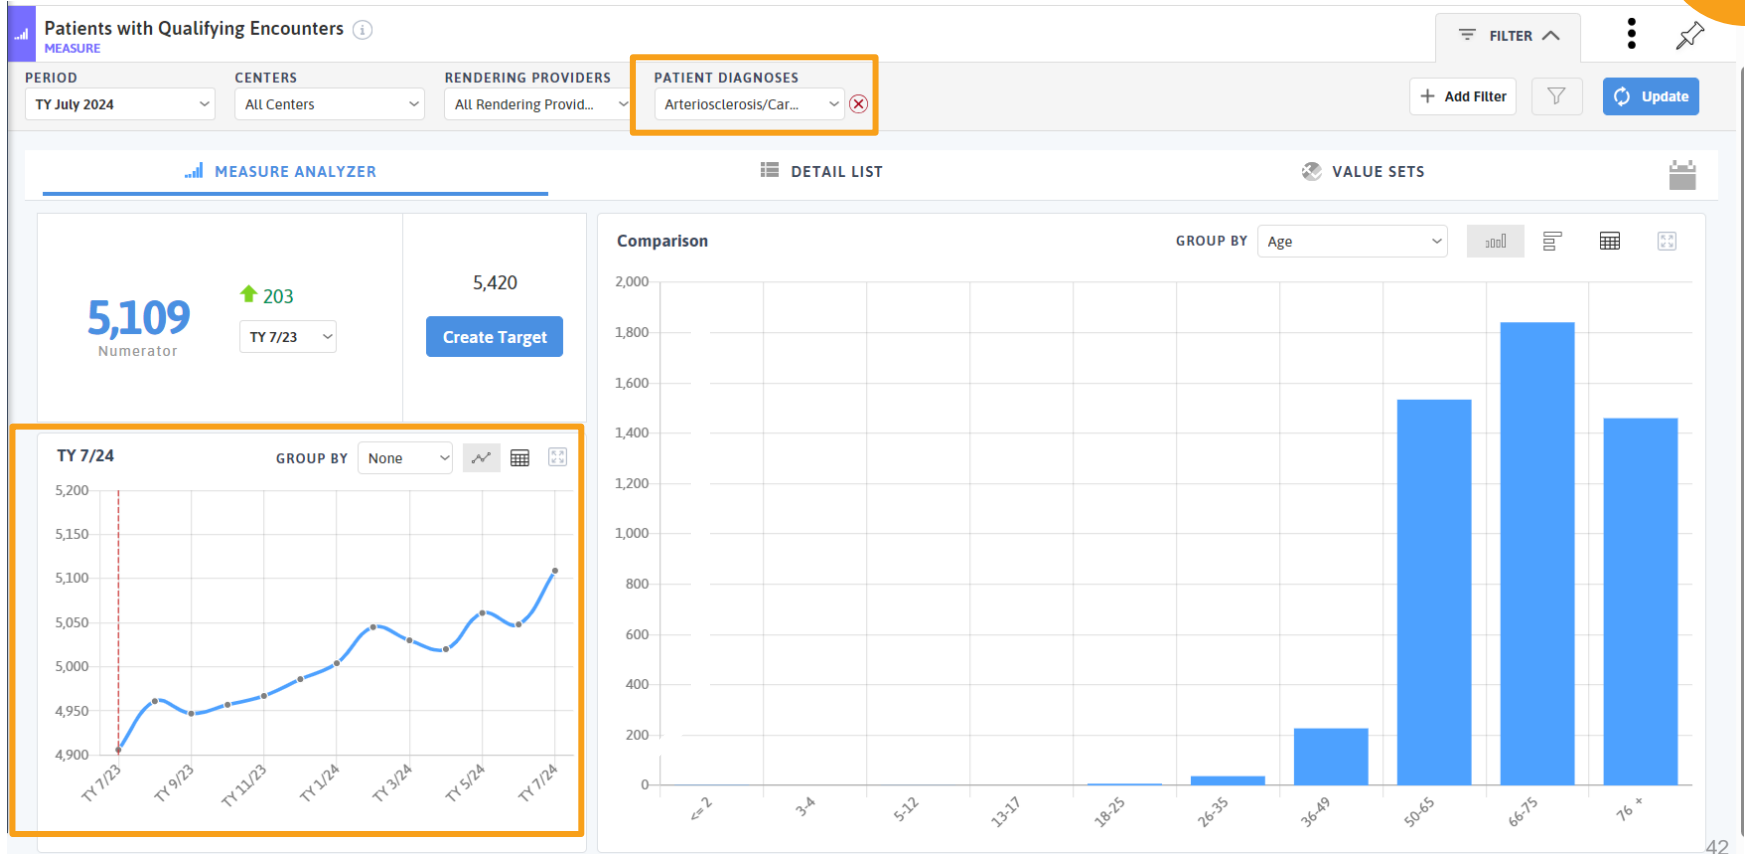 Patients with Qualifying Encounters
MEASURE
FILTER
PERIOD
CENTERS
RENDERING PROVIDERS
PATIENT DIAGNOSES
TY July 2024
All Centers
All Rendering Provid...
Arteriosclerosis/Car...
+ Add Filter
Update
MEASURE ANALYZER
DETAIL LIST
VALUE SETS
5,109
Numerator
203
TY 7/23
5,420
Create Target
TY 7/24
GROUP BY
None
5,200
5,150
5,100
5,050
5,000
4,950
4,900
TY 7/23
TY 9/23
TY 11/23
TY 1/24
TY 3/24
TY 5/24
TY 7/24
Comparison
GROUP BY
Age
2,000
1,800
1,600
1,400
1,200
1,000
800
600
400
200
0
<= 2
3-4
5-12
13-17
18-25
26-35
36-49
50-65
66-75
76 +
42